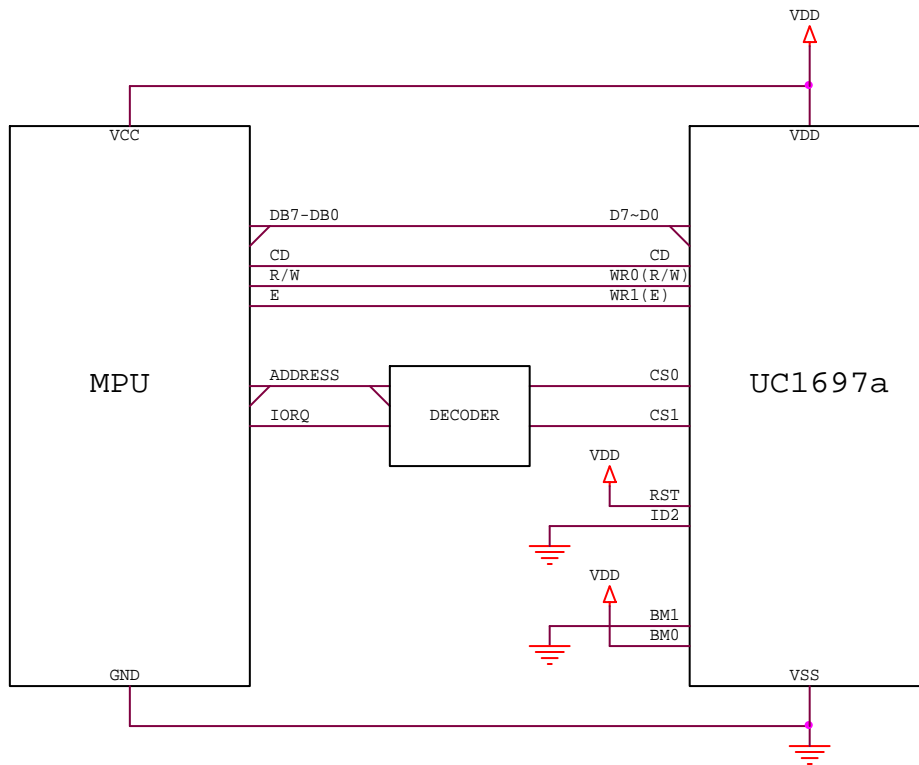 VDD
VCC VDD
DB7-DB0 D7~D0
CD CD
R/W WR0(R/W)
E WR1(E)
MPU ADDRESS CS0 UC1697a
IORQ DECODER CS1
VDD
RST
ID2
VDD
BM1
BM0
GND VSS